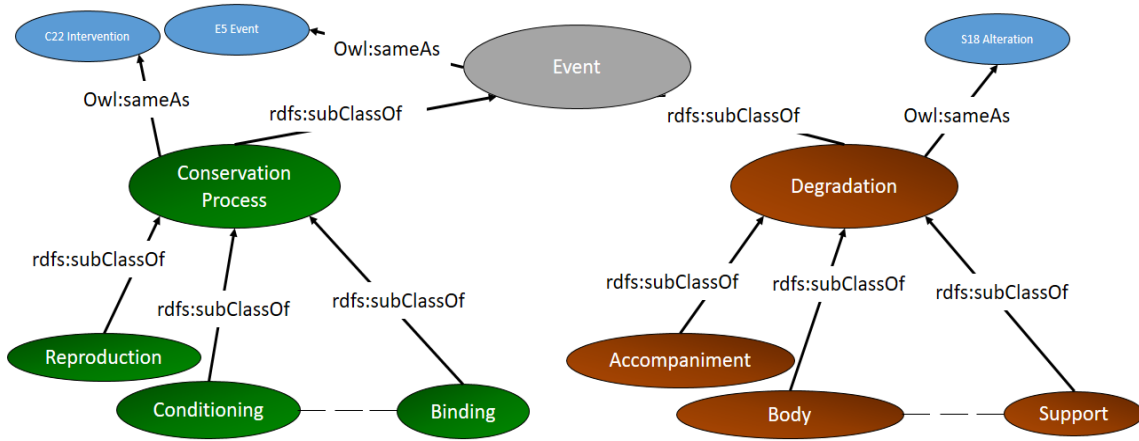 C22 Intervention
E5 Event
Event
S18 Alteration
Owl:sameAs
Owl:sameAs
Owl:sameAs
rdfs:subClassOf
rdfs:subClassOf
Conservation
Process
Degradation
rdfs:subClassOf
rdfs:subClassOf
rdfs:subClassOf
rdfs:subClassOf
rdfs:subClassOf
rdfs:subClassOf
Reproduction
Accompaniment
Conditioning
Binding
Body
Support